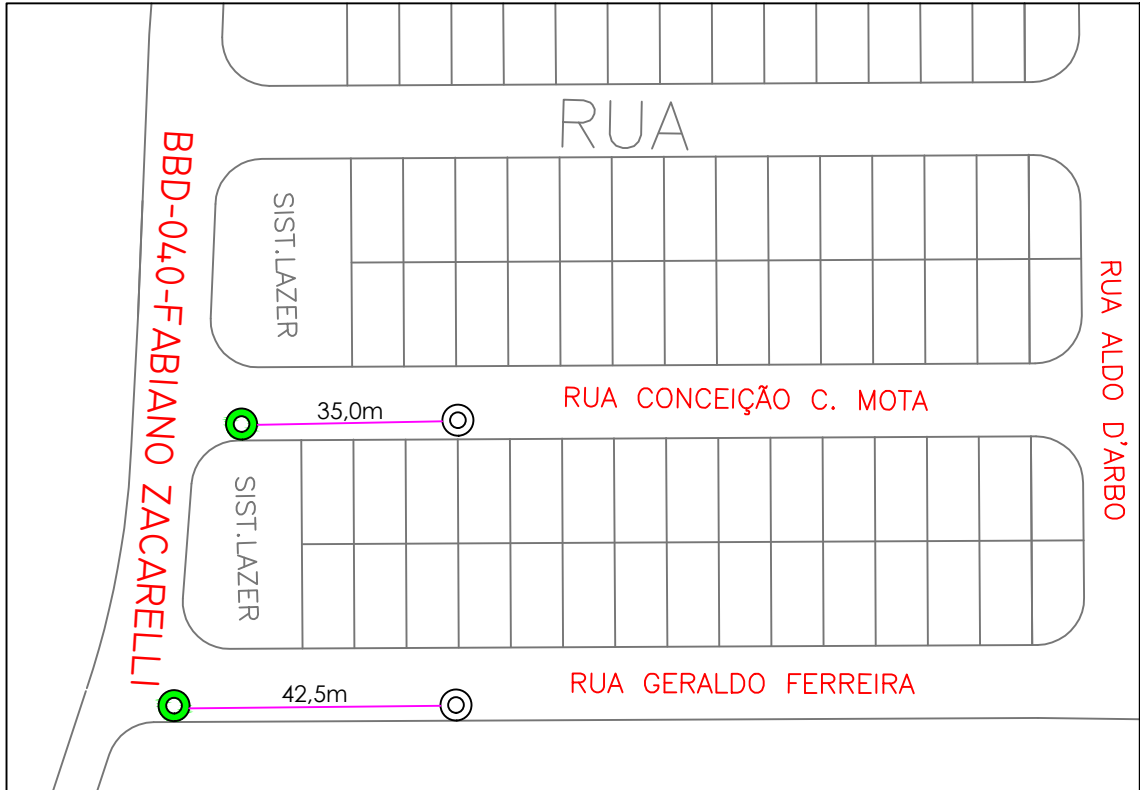 RUA
BBD-040-FABIANO ZACARELLI
SIST.LAZER
RUA ALDO D'ARBO
RUA CONCEIÇÃO C. MOTA
35,0m
SIST.LAZER
RUA GERALDO FERREIRA
42,5m